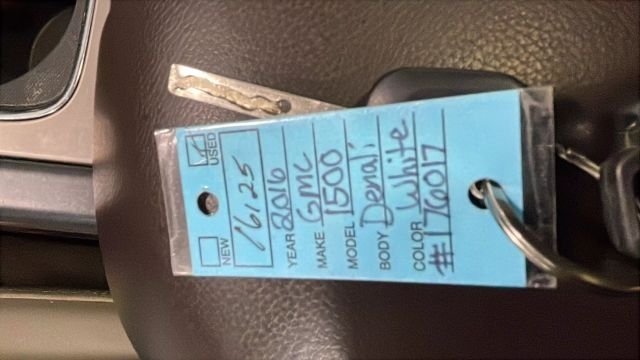 NEW USED
16125
YEAR 2016
MAKE GMC
MODEL 1500
BODY Denali
COLOR White
#176017